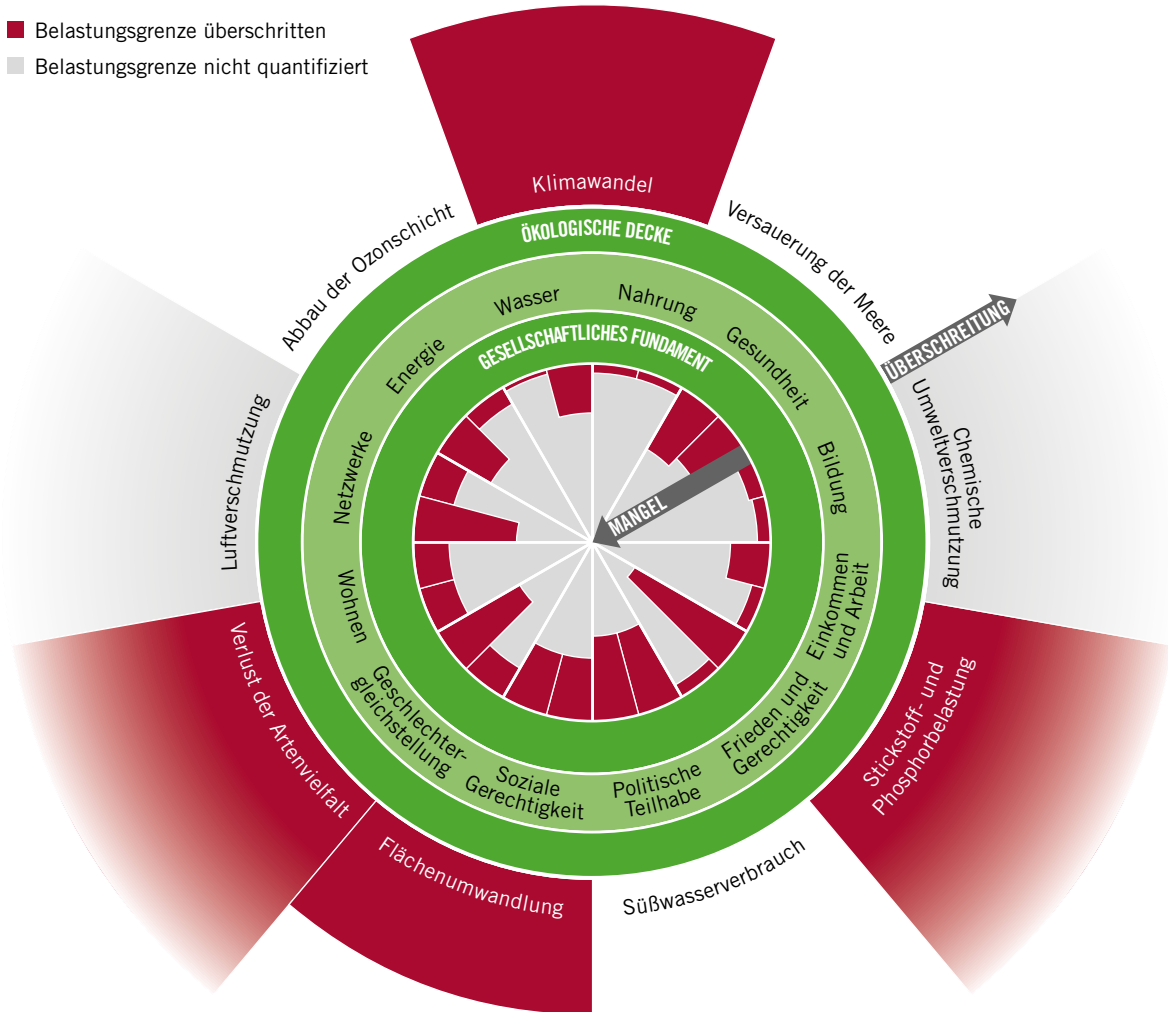 Belastungsgrenze überschritten
Belastungsgrenze nicht quantifiziert
Klimawandel
ÖKOLOGISCHE DECKE
Abbau der Ozonschicht
Versauerung der Meere
ÜBERSCHREITUNG
Luftverschmutzung
Chemische
Umweltverschmutzung
Wasser
Nahrung
Energie
Gesundheit
GESELLSCHAFTLICHES FUNDAMENT
Netzwerke
Bildung
MANGEL
Wohnen
Einkommen
und Arbeit
Geschlechter-
gleichstellung
Frieden und
Gerechtigkeit
Soziale
Gerechtigkeit
Politische
Teilhabe
Verlust der Artenvielfalt
Stickstoff- und
Phosphorbelastung
Flächenumwandlung
Süßwasserverbrauch